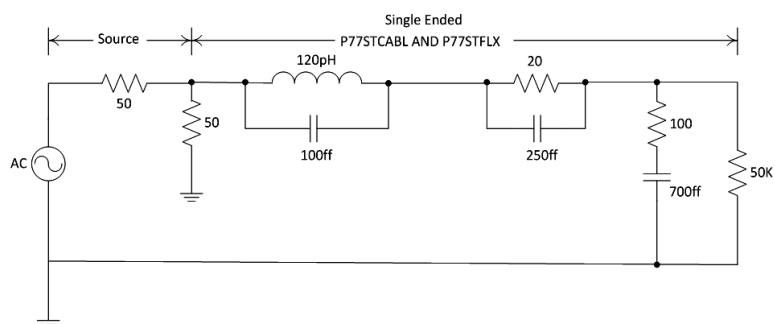 Single Ended
Source
P77STCABL AND P77STFLX
120pH
20
50
50
100
100ff
250ff
AC
50K
700ff